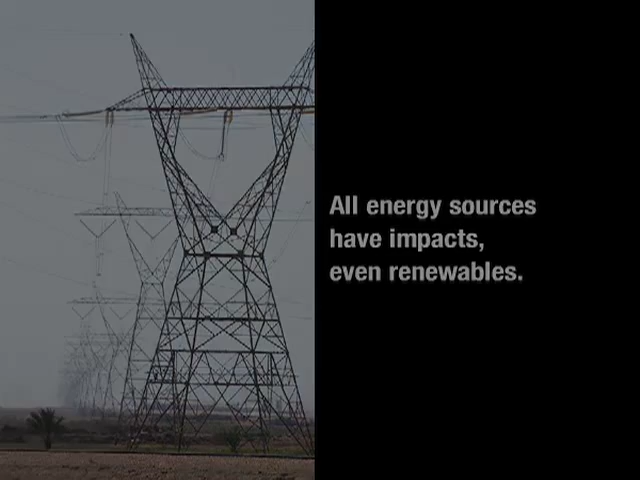 All energy sources
have impacts,
even renewables.